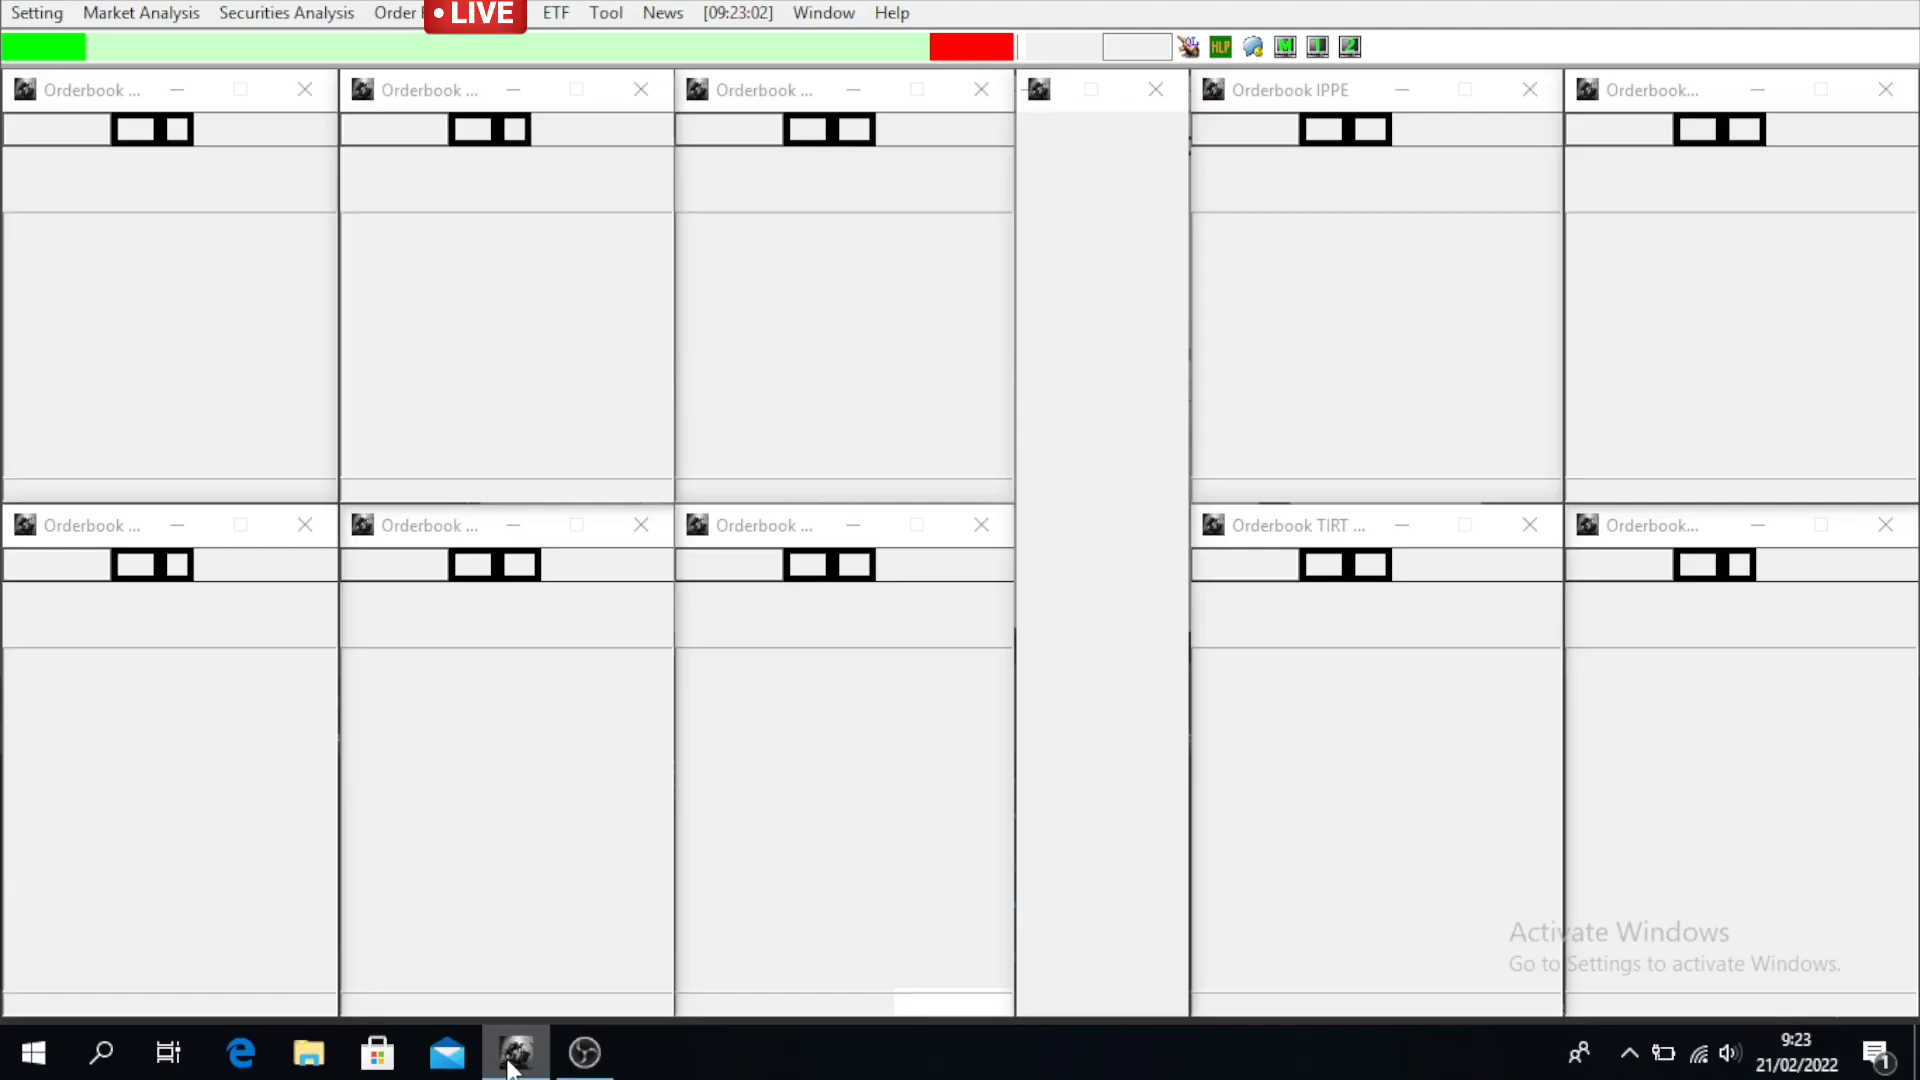 Setting Market Analysis Securities Analysis Order • LIVE ETF Tool News [09:23:02] Window Help
HLP
Orderbook ... Orderbook ... Orderbook ... Orderbook IPPE Orderbook...
Orderbook ... Orderbook ... Orderbook ... Orderbook TIRT ... Orderbook...
Activate Windows
Go to Settings to activate Windows.
9:23
21/02/2022
1